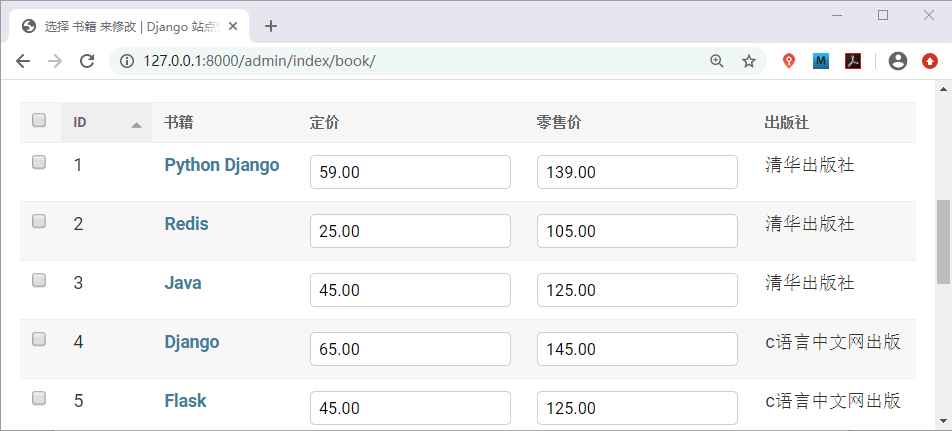 选择 书籍 来修改 | Django 站点
127.0.0.1:8000/admin/index/book/
ID 书籍 定价 零售价 出版社
1 Python Django 59.00 139.00 清华出版社
2 Redis 25.00 105.00 清华出版社
3 Java 45.00 125.00 清华出版社
4 Django 65.00 145.00 c语言中文网出版
5 Flask 45.00 125.00 c语言中文网出版